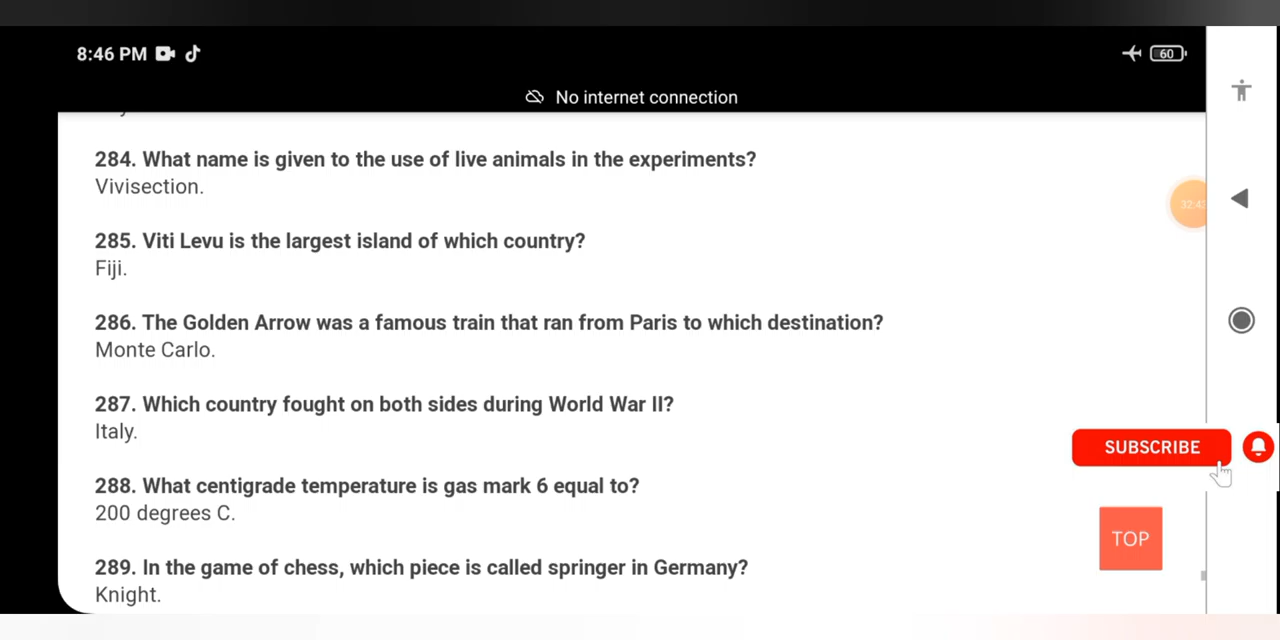 8:46 PM
60
No internet connection
284. What name is given to the use of live animals in the experiments?
Vivisection.
32:43
285. Viti Levu is the largest island of which country?
Fiji.
286. The Golden Arrow was a famous train that ran from Paris to which destination?
Monte Carlo.
287. Which country fought on both sides during World War II?
Italy.
SUBSCRIBE
288. What centigrade temperature is gas mark 6 equal to?
200 degrees C.
TOP
289. In the game of chess, which piece is called springer in Germany?
Knight.